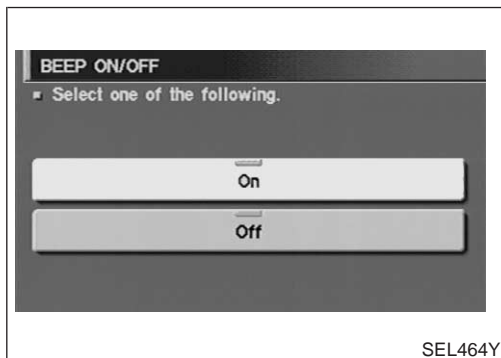 BEEP ON/OFF
Select one of the following.
On
Off
SEL464Y